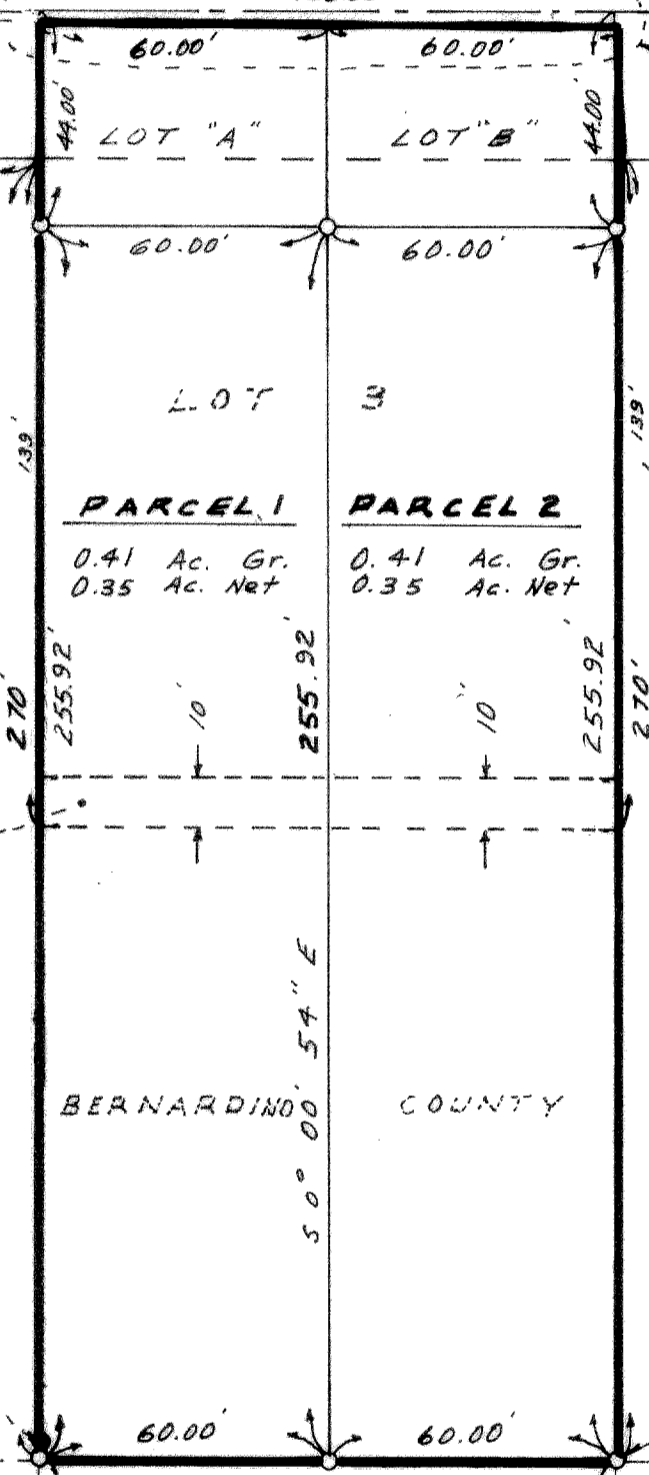 60.00' 60.00'
44.00' LOT "A" LOT "B" 44.00'
60.00' 60.00'
LOT 3
139' 139'
PARCEL 1 PARCEL 2
0.41 Ac. Gr. 0.41 Ac. Gr.
0.35 Ac. Net 0.35 Ac. Net
270' 255.92' 10' 255.92' 10' 255.92' 270'
S 0° 00' 54" E
BERNARDINO COUNTY
60.00' 60.00'